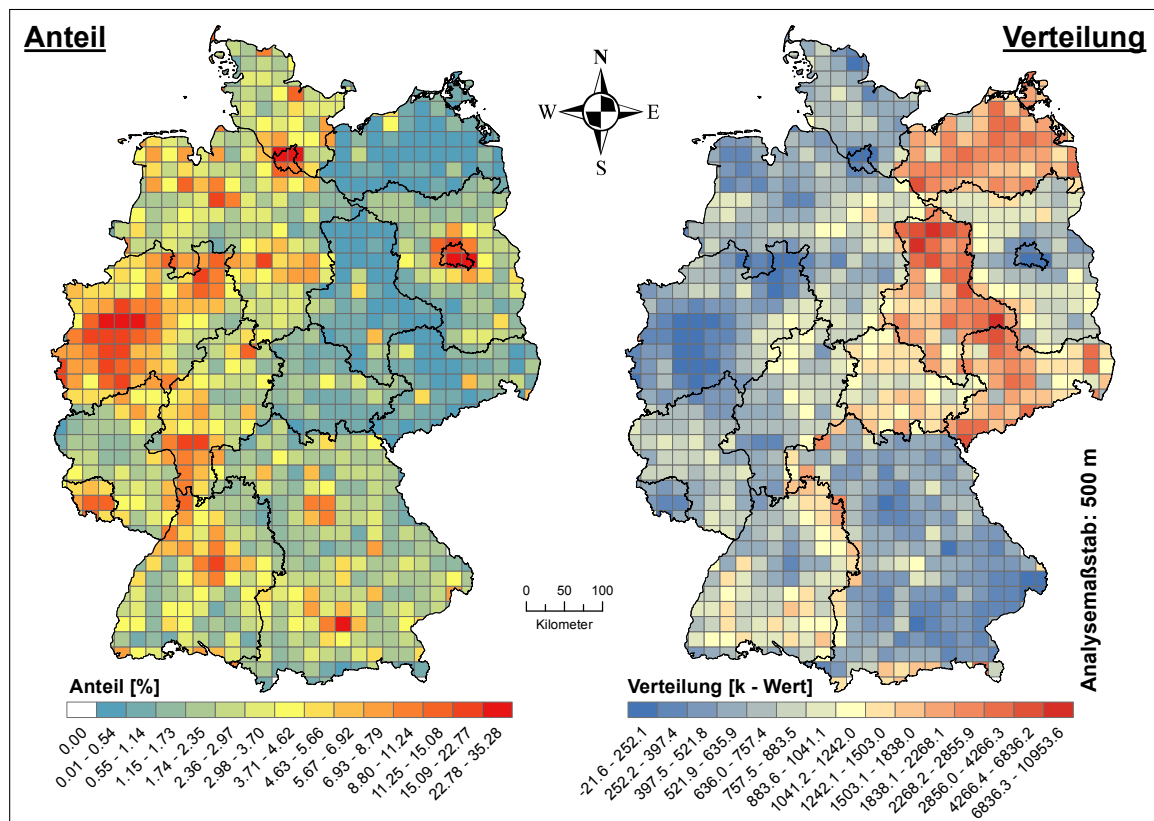 Anteil
Verteilung
N
W E
S
0 50 100
Kilometer
Analysemaßstab: 500 m
Anteil [%]
0.00
0.01 - 0.54
0.55 - 1.14
1.15 - 1.73
1.74 - 2.35
2.36 - 2.97
2.98 - 3.70
3.71 - 4.62
4.63 - 5.66
5.67 - 6.92
6.93 - 8.79
8.80 - 11.24
11.25 - 15.08
15.09 - 22.77
22.78 - 35.28
Verteilung [k - Wert]
-21.6 - 252.1
252.2 - 397.4
397.5 - 521.8
521.9 - 635.9
636.0 - 757.4
757.5 - 883.5
883.6 - 1041.1
1041.2 - 1242.0
1242.1 - 1503.0
1503.1 - 1838.0
1838.1 - 2268.1
2268.2 - 2855.9
2856.0 - 4266.3
4266.4 - 6836.2
6836.3 - 10953.6